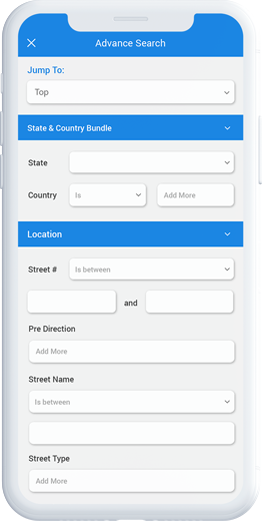 Advance Search
Jump To:
Top
State & Country Bundle
State
Country Is Add More
Location
Street # Is between
and
Pre Direction
Add More
Street Name
Is between
Street Type
Add More